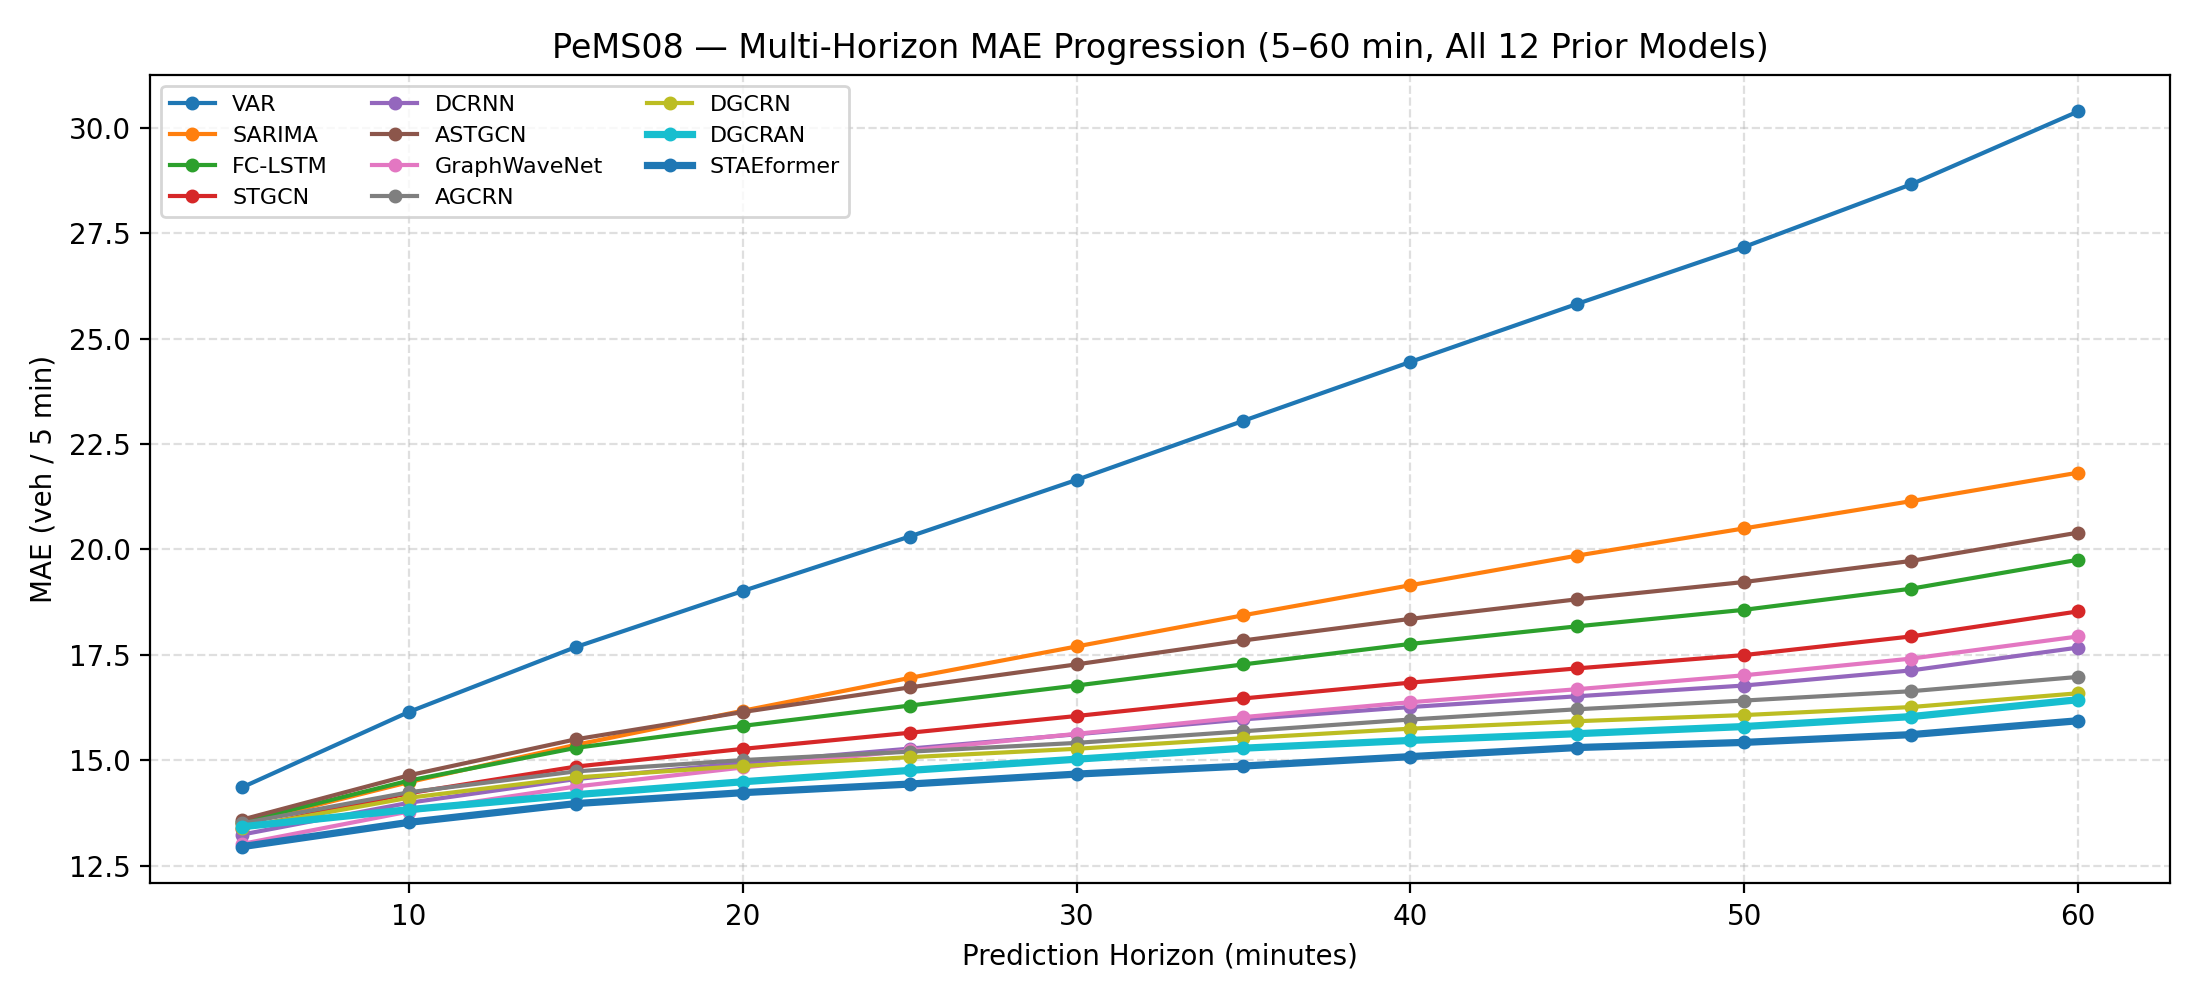 PeMS08 — Multi-Horizon MAE Progression (5–60 min, All 12 Prior Models)
VAR
SARIMA
FC-LSTM
STGCN
DCRNN
ASTGCN
GraphWaveNet
AGCRN
DGCRN
DGCRAN
STAEformer
30.0
27.5
25.0
22.5
20.0
17.5
15.0
12.5
MAE (veh / 5 min)
10 20 30 40 50 60
Prediction Horizon (minutes)